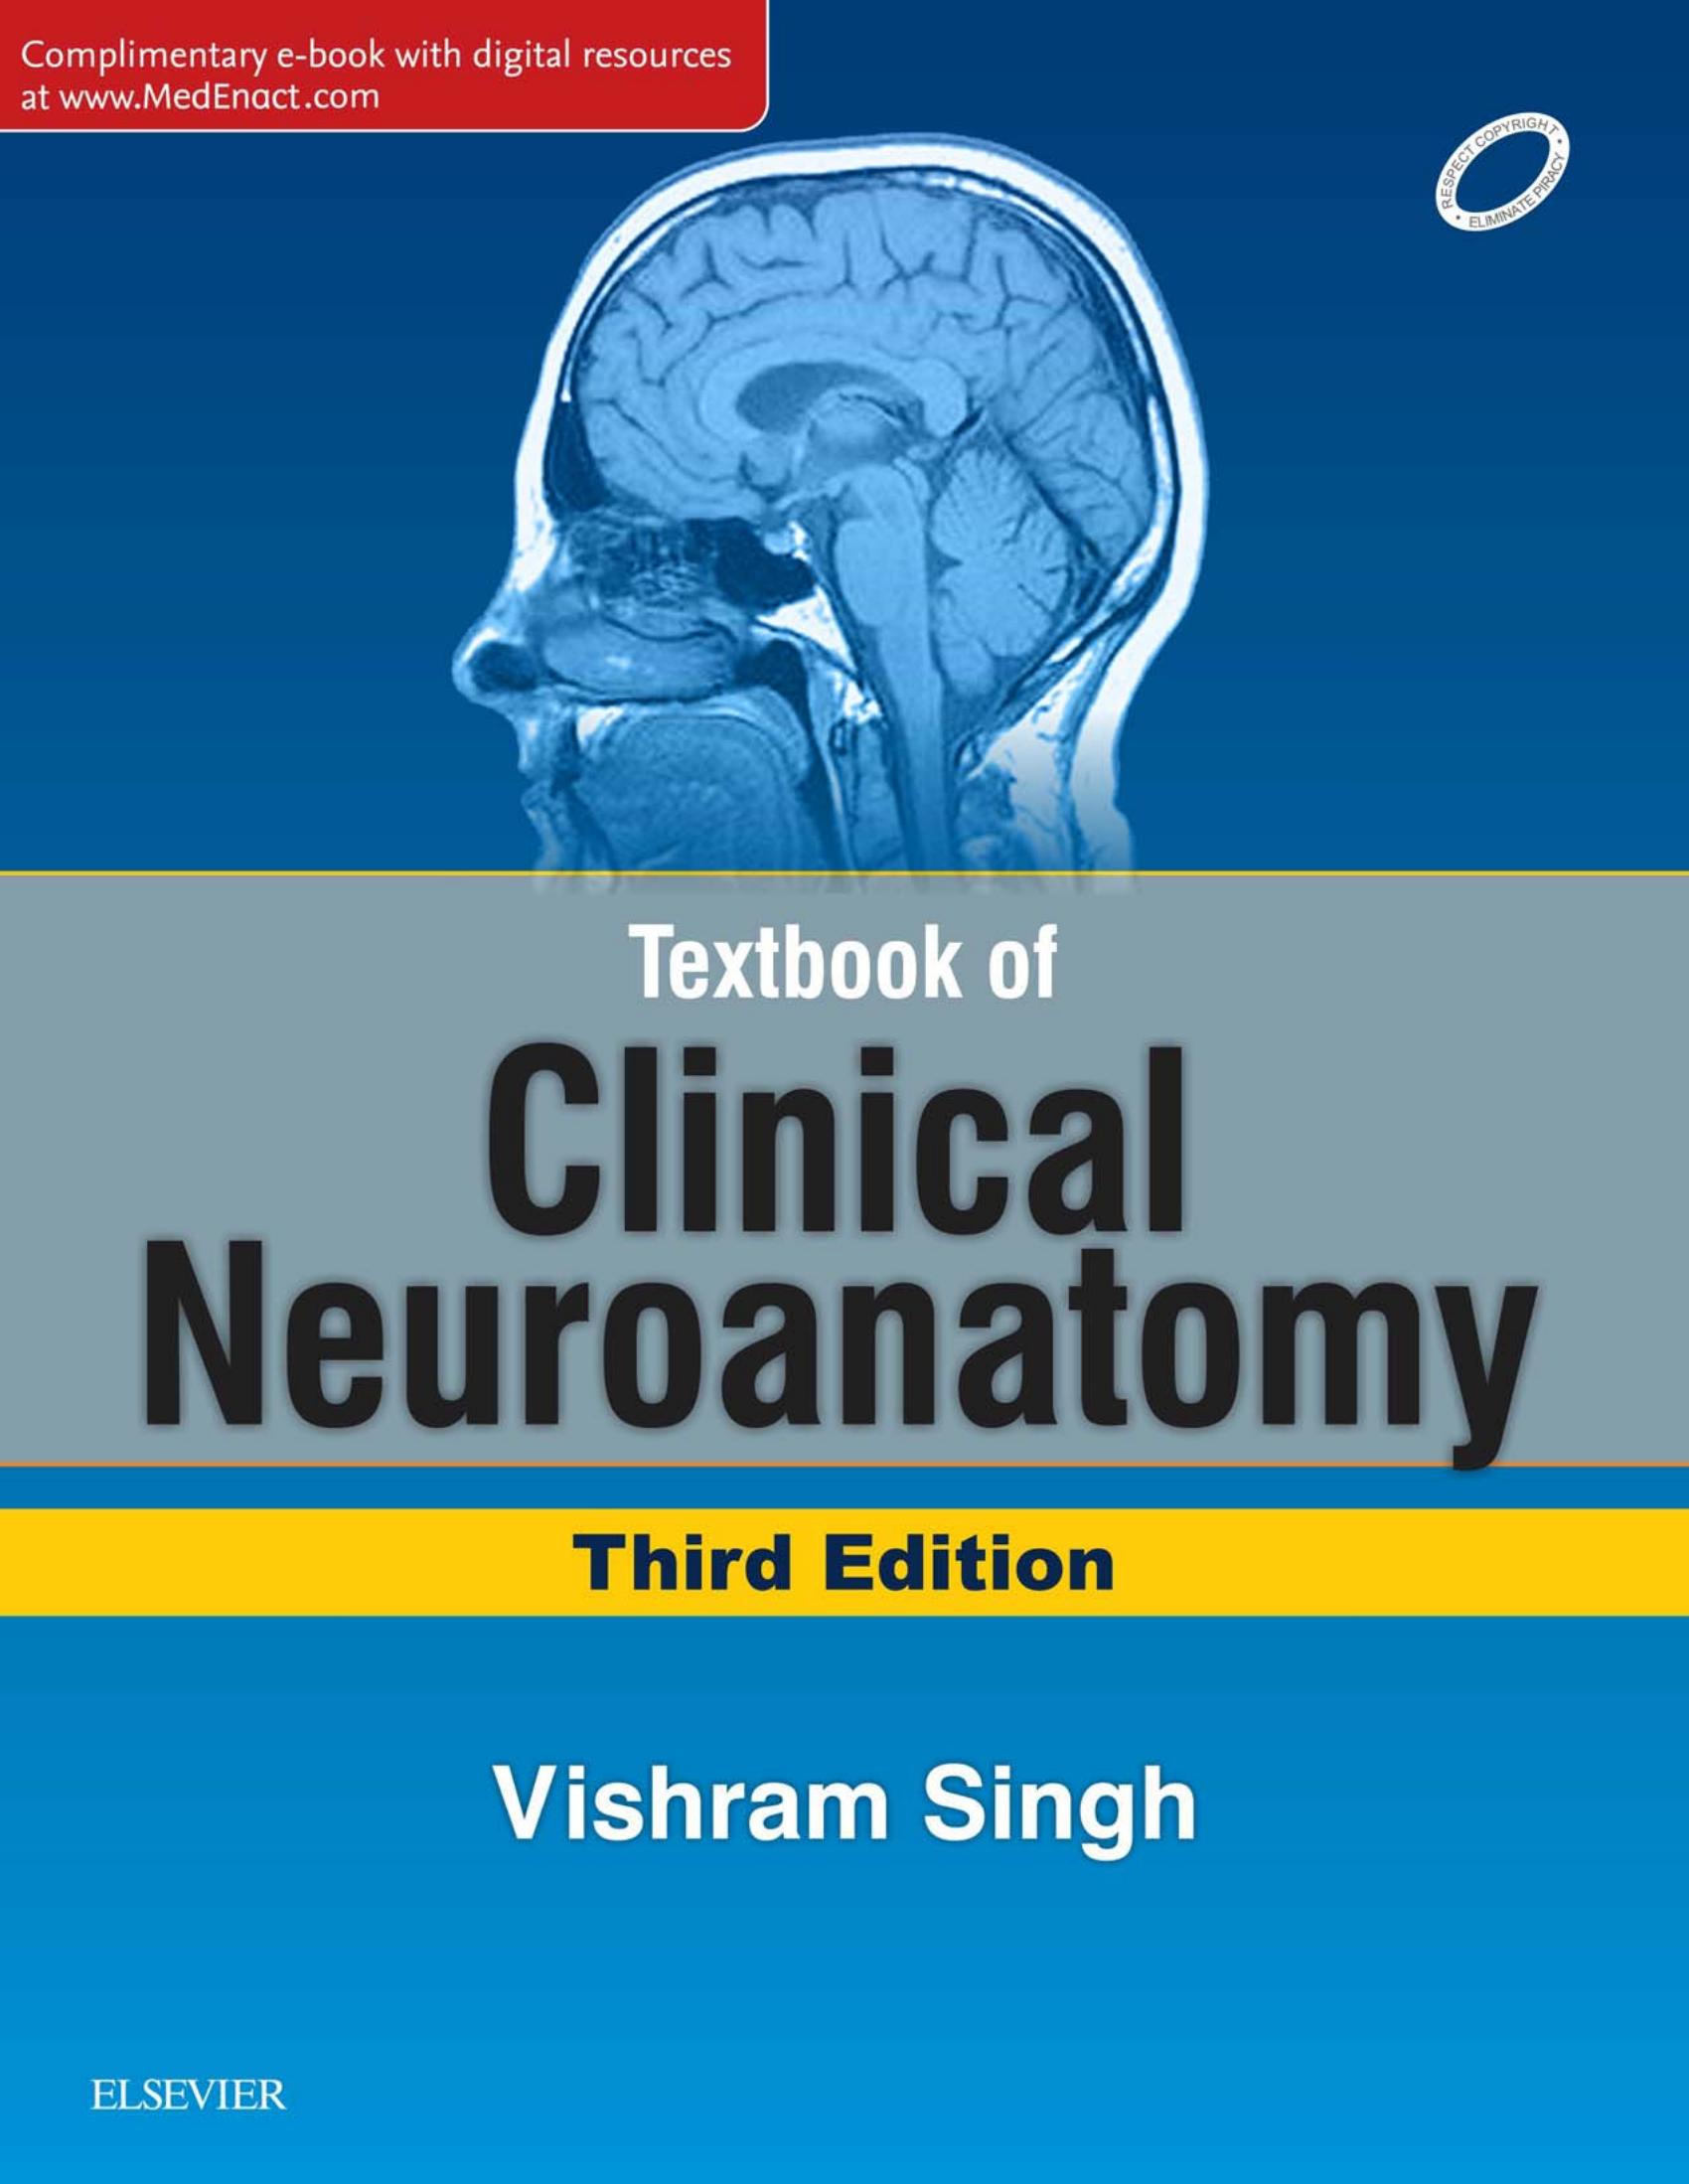 Complimentary e-book with digital resources
at www.MedEnact.com
RESPECT COPYRIGHT • ELIMINATE PIRACY •
Textbook of
Clinical
Neuroanatomy
Third Edition
Vishram Singh
ELSEVIER